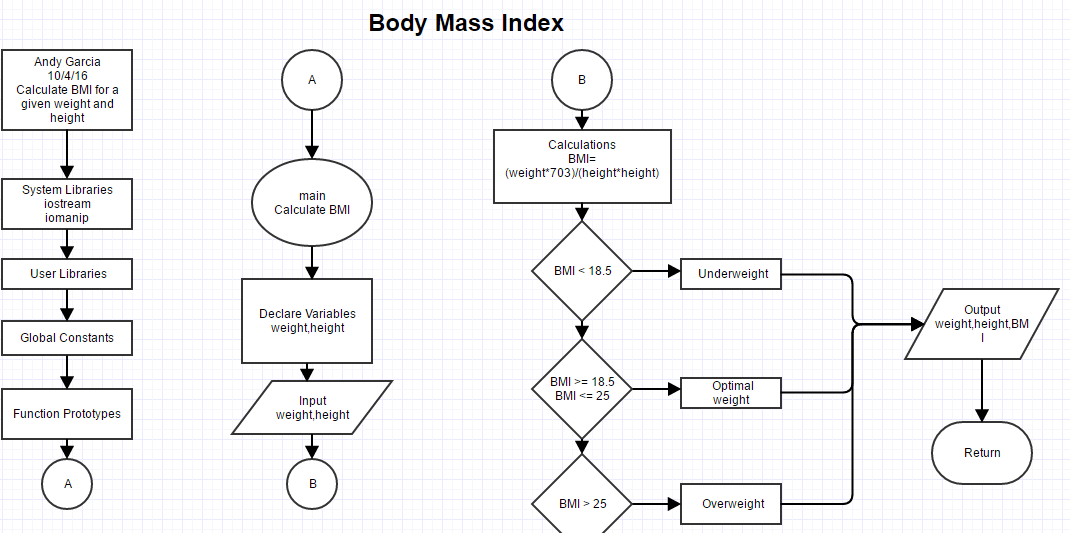 Body Mass Index
Andy Garcia
10/4/16
Calculate BMI for a
given weight and
height
System Libraries
iostream
iomanip
User Libraries
Global Constants
Function Prototypes
A
A
main
Calculate BMI
Declare Variables
weight,height
Input
weight,height
B
B
Calculations
BMI=
(weight*703)/(height*height)
BMI < 18.5
Underweight
BMI >= 18.5
BMI <= 25
Optimal
weight
BMI > 25
Overweight
Output
weight,height,BM
I
Return